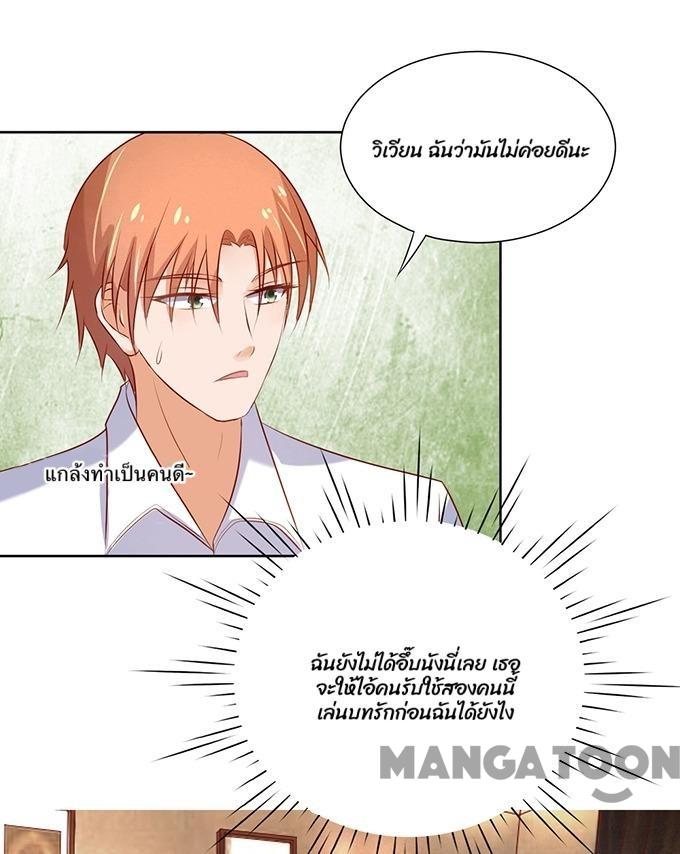 วิเวียน ฉันว่ามันไม่ค่อยดีนะ
แกล้งทำเป็นคนดี~
ฉันยังไม่ได้อึ๊บนังนี่เลย เธอ
จะให้ไอ้คนรับใช้สองคนนี้
เล่นบทรักก่อนฉันได้ยังไง
MANGATOON